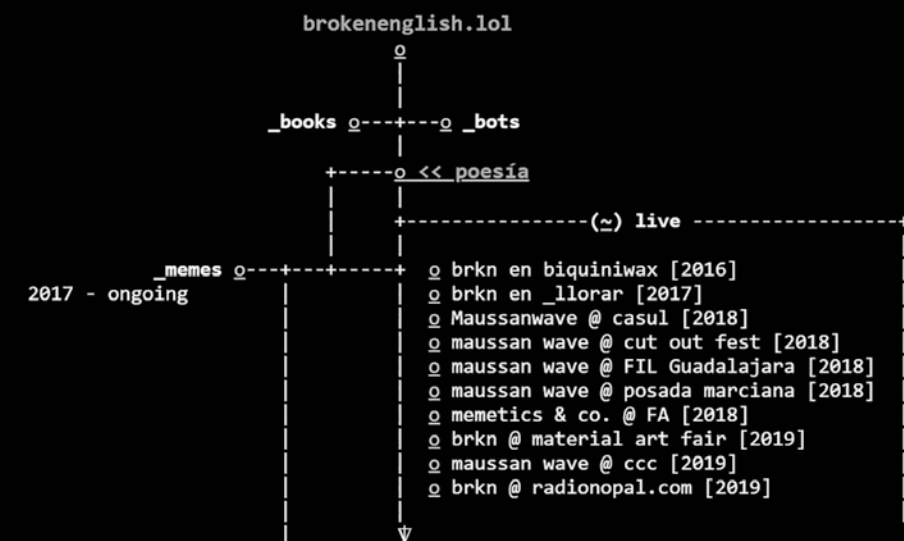 brokenenglish.lol
o
|
|
_books o---+---o _bots
|
+-----o << poesía
| |
| +----------------(~) live ------------------+
| |
_memes o---+---+-----+ o brkn en biquiniwax [2016]
2017 - ongoing | | o brkn en _llorar [2017]
| | o Maussanwave @ casul [2018]
| | o maussan wave @ cut out fest [2018]
| | o maussan wave @ FIL Guadalajara [2018]
| | o maussan wave @ posada marciana [2018]
| | o memetics & co. @ FA [2018]
| | o brkn @ material art fair [2019]
| | o maussan wave @ ccc [2019]
| | o brkn @ radionopal.com [2019]